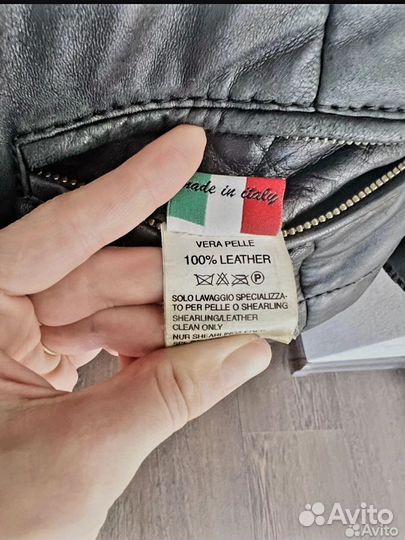 made in italy
VERA PELLE
100% LEATHER
P
SOLO LAVAGGIO SPECIALIZZA-
TO PER PELLE O SHEARLING
SHEARLING/LEATHER
CLEAN ONLY
Avito